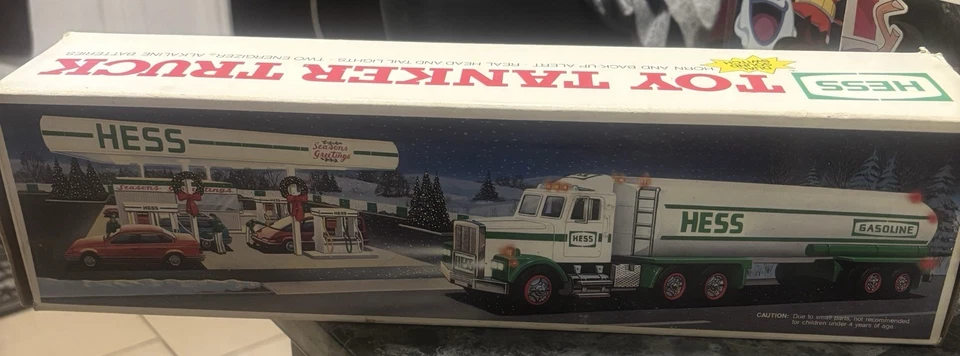 HESS
TOY TANKER TRUCK
HORN AND BACK-UP ALERT · REAL HEAD AND TAIL LIGHTS · TWO ENERGIZER® ALKALINE BATTERIES
HESS
Seasons
Greetings
Seasons
HESS
HESS
HESS
HESS
GASOLINE
CAUTION: Due to small parts, not recommended
for children under 4 years of age.